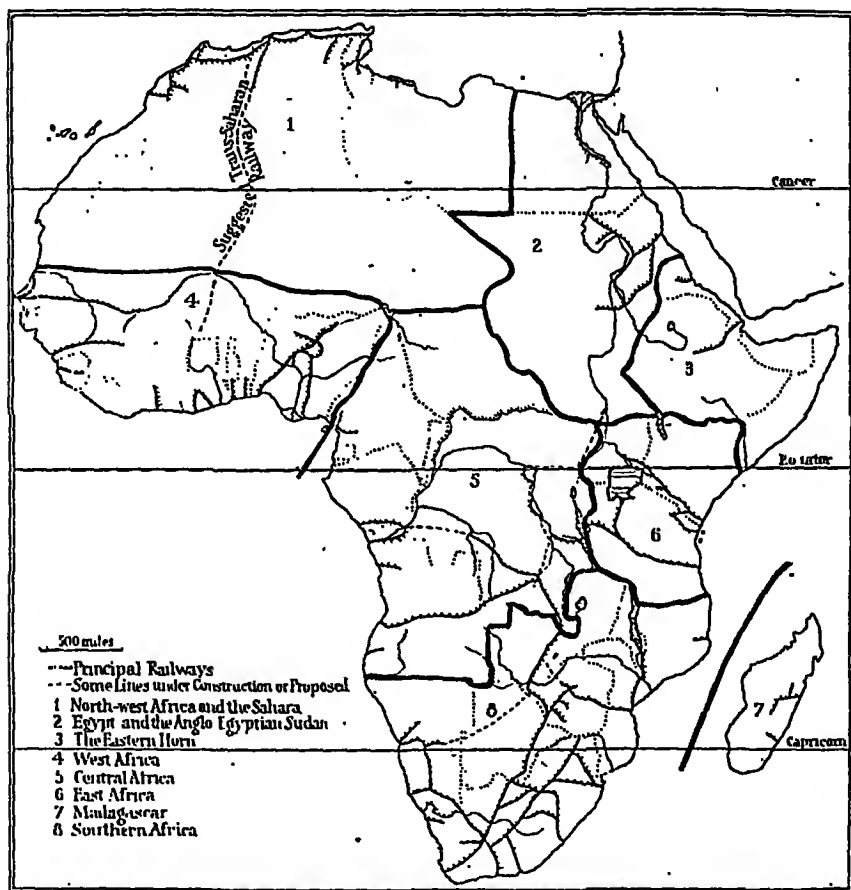 1
Suggested Trans-Saharan Railway
Cancer
2
4
3
Equator
5
6
500 miles
Principal Railways
Some Lines under Construction or Proposed
1 North-west Africa and the Sahara
2 Egypt and the Anglo Egyptian Sudan
3 The Eastern Horn
4 West Africa
5 Central Africa
6 East Africa
7 Madagascar
8 Southern Africa
8
7
Capricorn